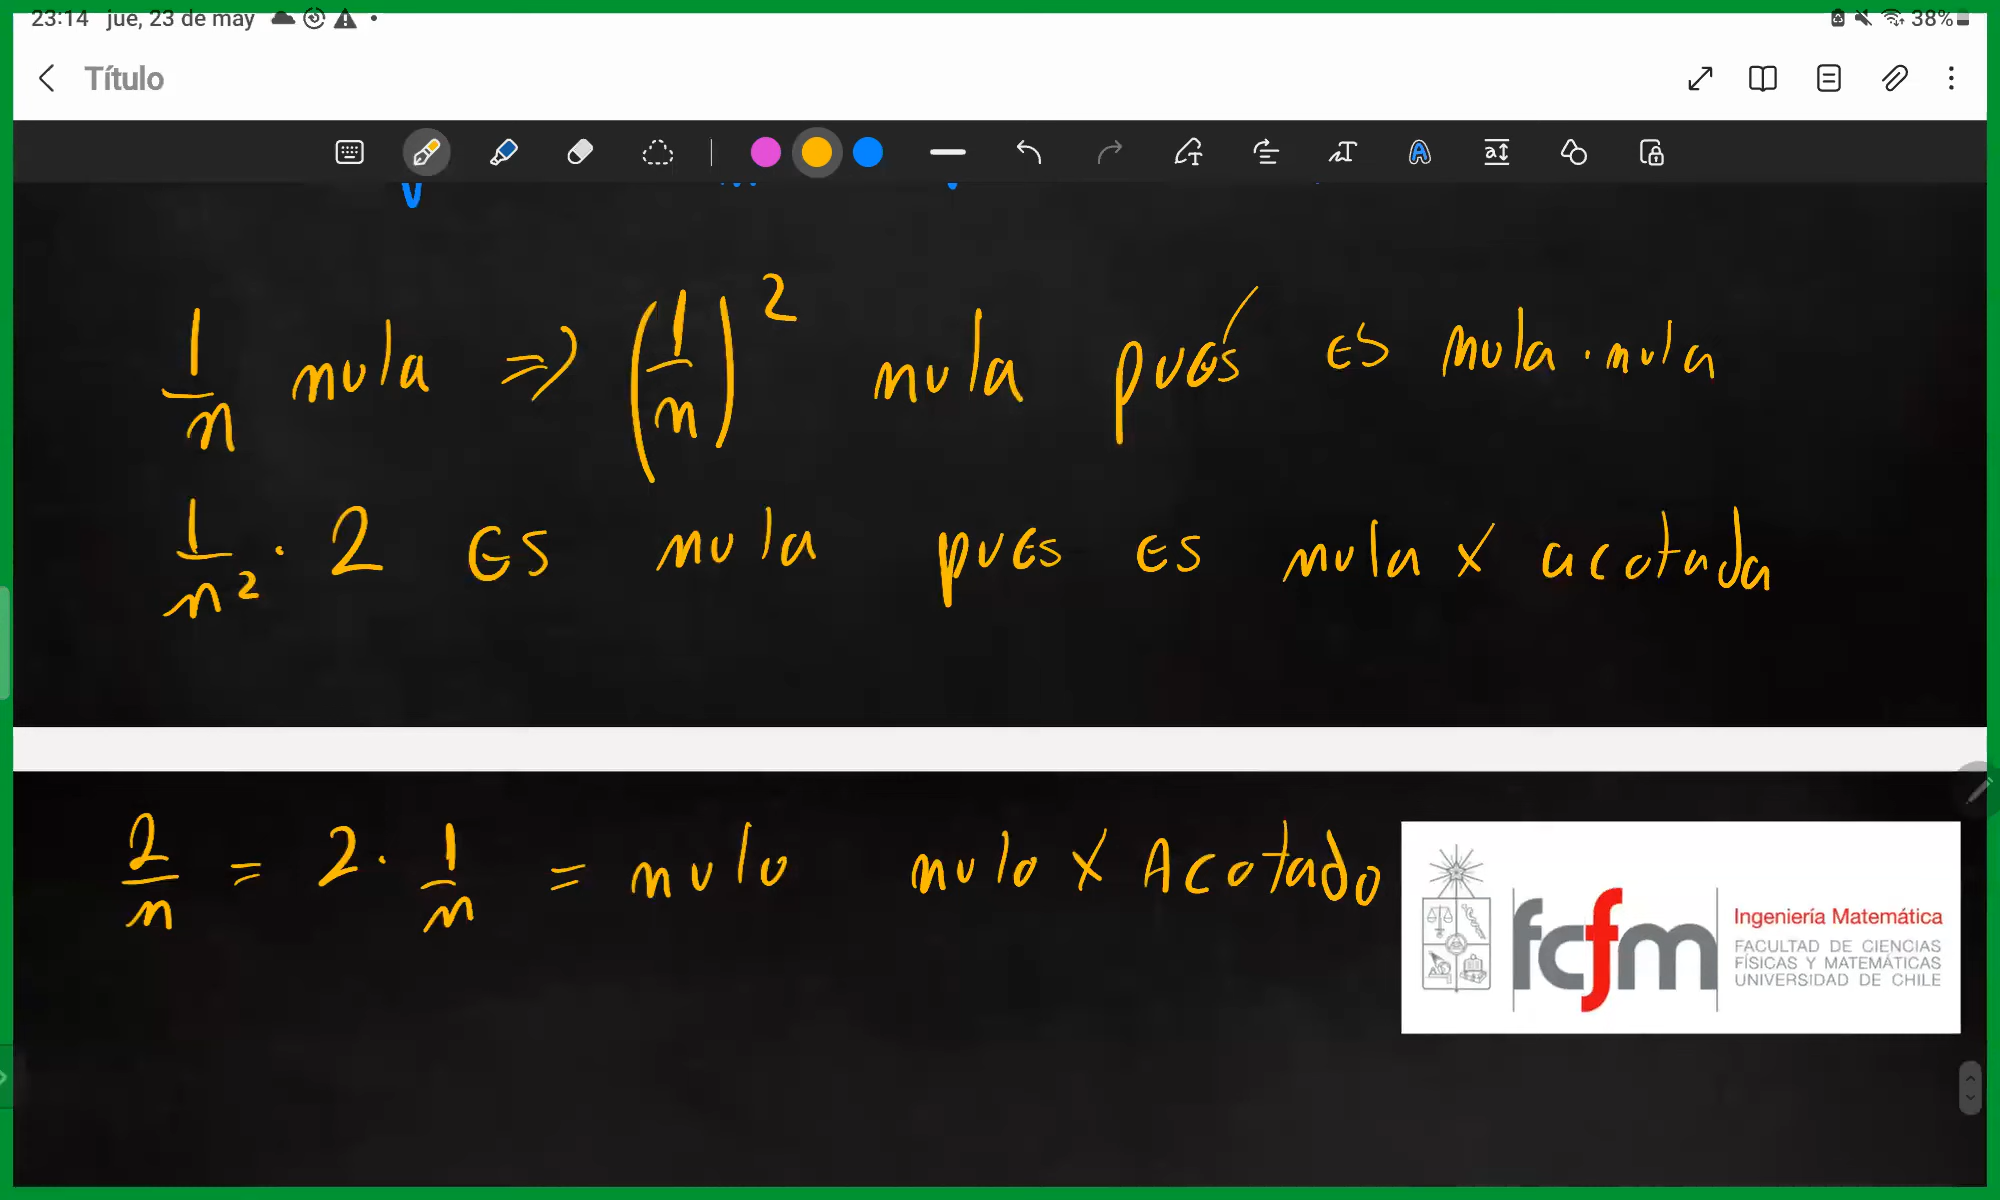 23:14 jue, 23 de may 38%
Título
1/n nula => (1/n)^2 nula pues es nula · nula
1/n^2 · 2 es nula pues es nula x acotada
2/n = 2 · 1/n = nulo nulo x Acotado
fcfm
Ingeniería Matemática
FACULTAD DE CIENCIAS
FÍSICAS Y MATEMÁTICAS
UNIVERSIDAD DE CHILE